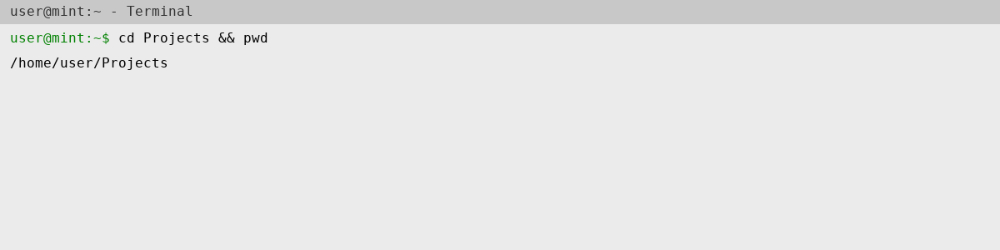 user@mint:~ - Terminal
user@mint:~$ cd Projects && pwd
/home/user/Projects